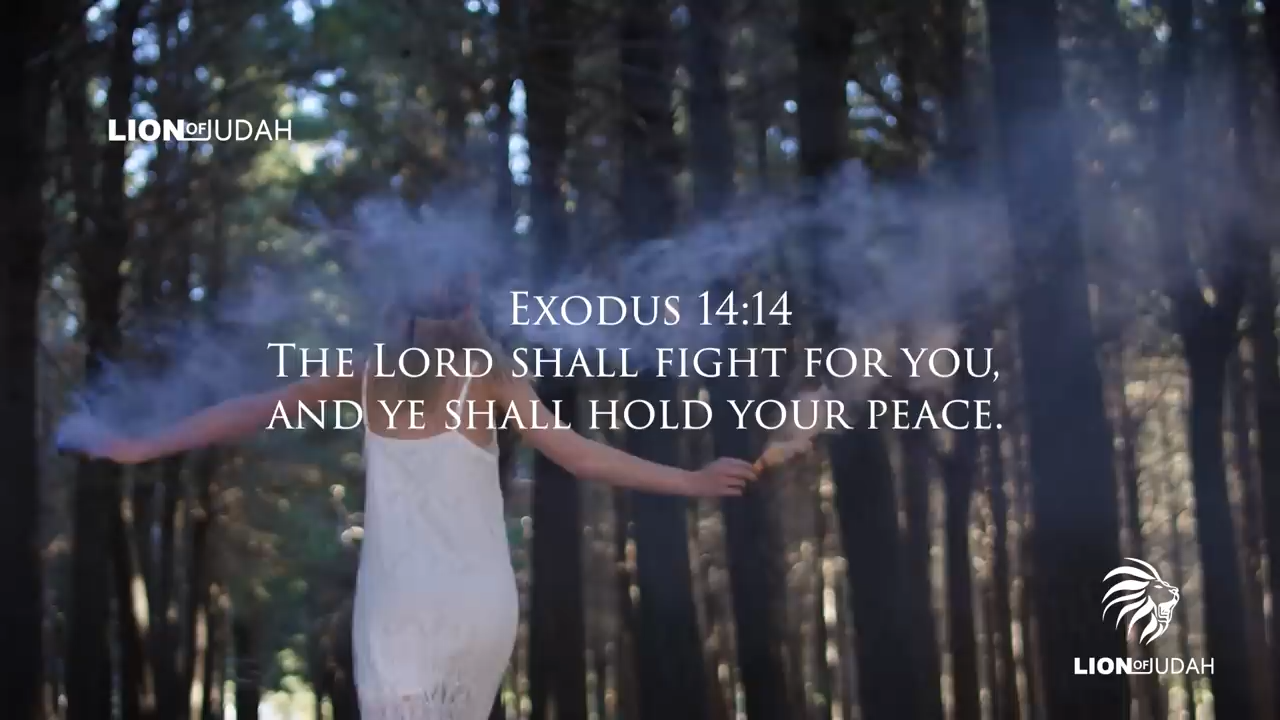 LION OF JUDAH
EXODUS 14:14
THE LORD SHALL FIGHT FOR YOU,
AND YE SHALL HOLD YOUR PEACE.
LION OF JUDAH